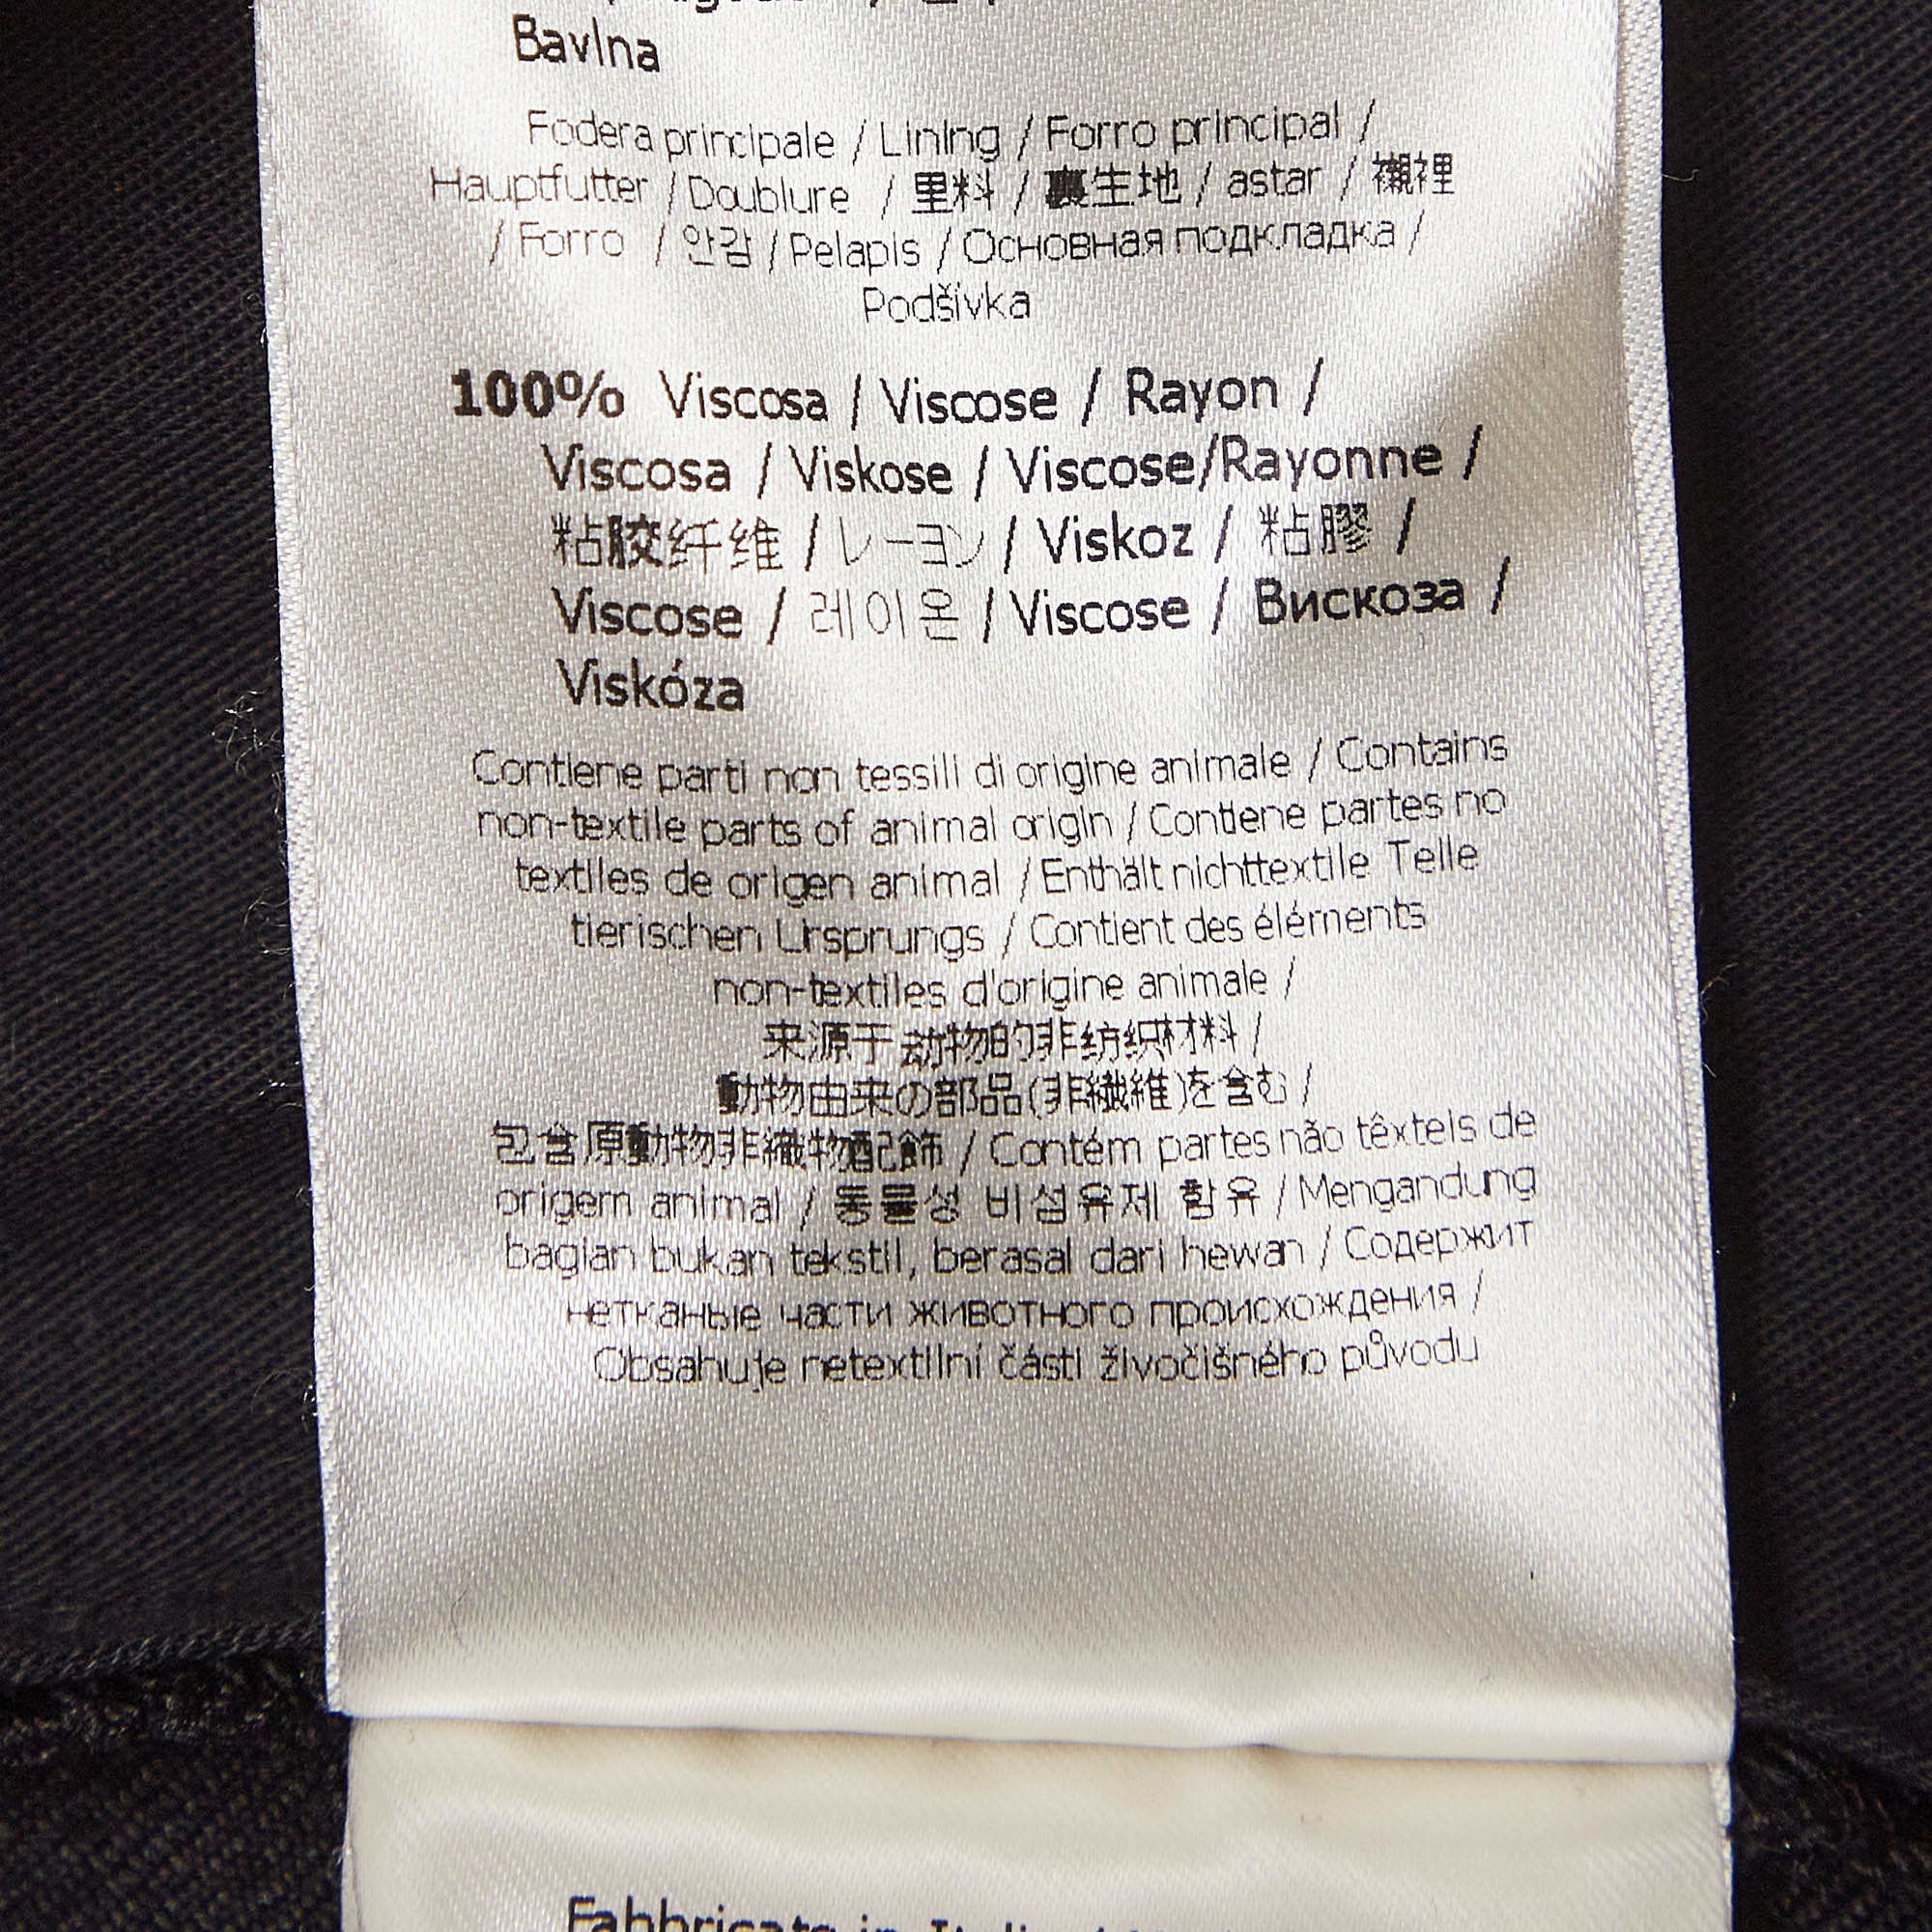 Bavlna
Fodera principale / Lining / Forro principal /
Hauptfutter / Doublure / 里料 / 裏生地 / astar / 襯裡
/ Forro / 안감 / Pelapis / Основная подкладка /
Podšívka
100% Viscosa / Viscose / Rayon /
Viscosa / Viskose / Viscose/Rayonne /
粘胶纤维 / レーヨン / Viskoz / 粘膠 /
Viscose / 레이온 / Viscose / Вискоза /
Viskóza
Contiene parti non tessili di origine animale / Contains
non-textile parts of animal origin / Contiene partes no
textiles de origen animal / Enthält nichttextile Teile
tierischen Ursprungs / Contient des éléments
non-textiles d'origine animale /
来源于动物的非纺织材料 /
動物由来の部品(非繊維)を含む /
包含原動物非織物配飾 / Contém partes não têxteis de
origem animal / 동물성 비섬유제 함유 / Mengandung
bagian bukan tekstil, berasal dari hewan / Содержит
нетканые части животного происхождения /
Obsahuje netextilní části živočišného původu
Fabbricato in